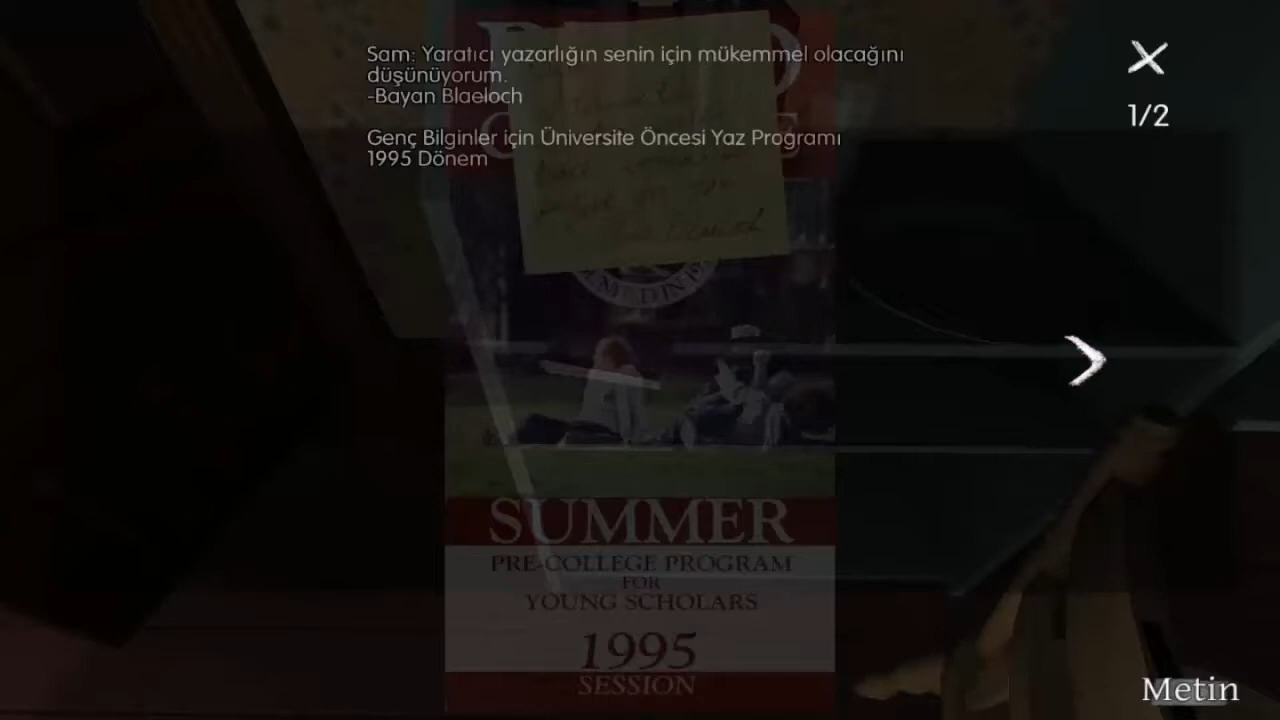 Sam: Yaratıcı yazarlığın senin için mükemmel olacağını
düşünüyorum.
-Bayan Blaeloch
Genç Bilginler için Üniversite Öncesi Yaz Programı
1995 Dönem
1/2
SUMMER
PRE-COLLEGE PROGRAM
FOR
YOUNG SCHOLARS
1995
SESSION
Metin